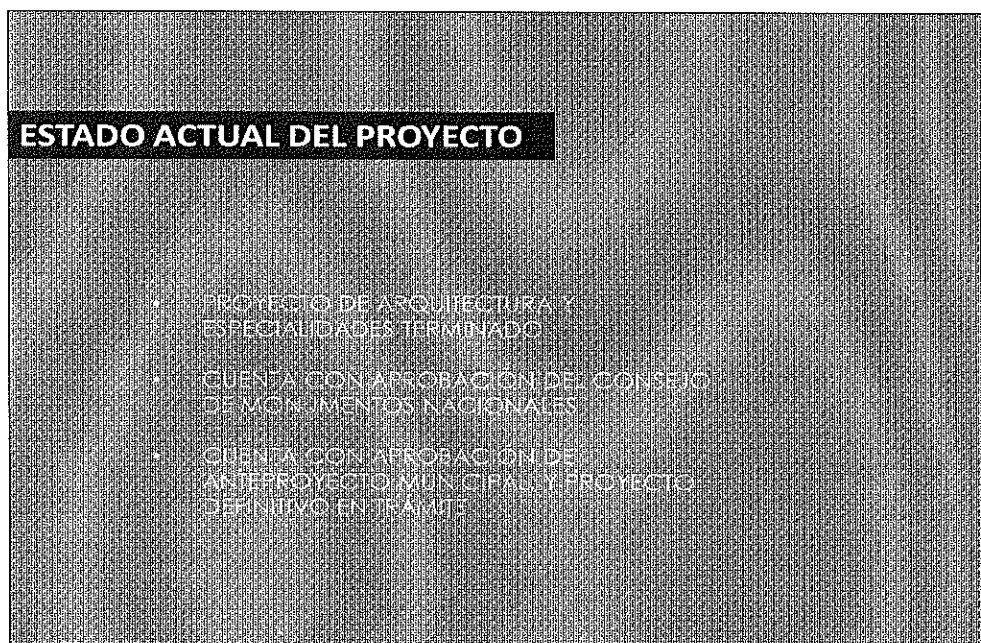 ESTADO ACTUAL DEL PROYECTO
• PROYECTO DE ARQUITECTURA Y
ESPECIALIDADES TERMINADO
• CUENTA CON APROBACIÓN DEL CONSEJO
DE MONUMENTOS NACIONALES
• CUENTA CON APROBACIÓN DE
ANTEPROYECTO MUNICIPAL Y PROYECTO
DEFINITIVO EN TRÁMITE